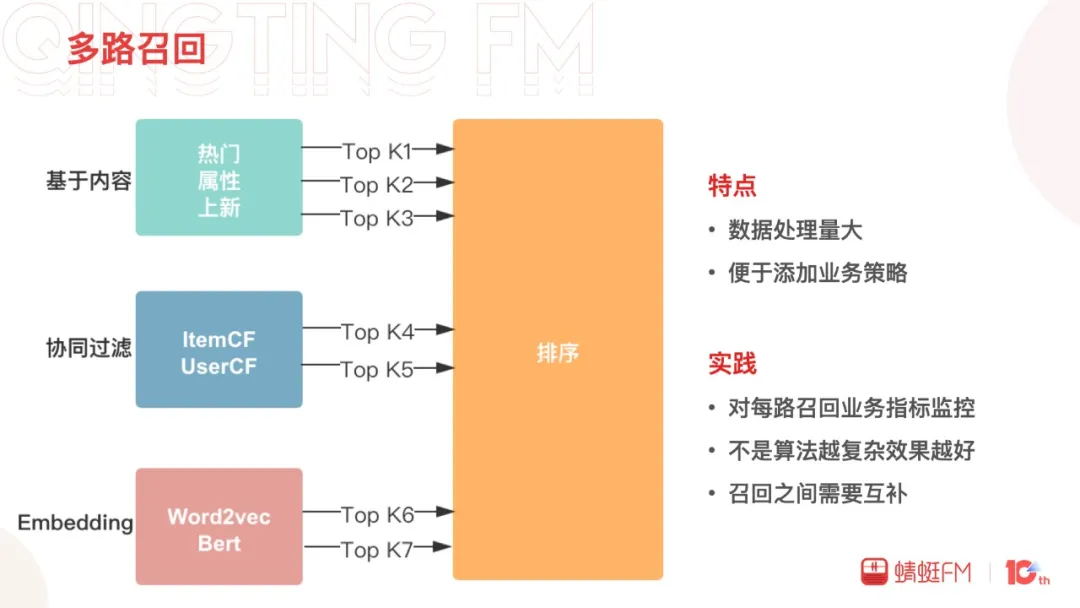 QINGTING FM
多路召回
基于内容
热门
属性
上新
Top K1
Top K2
Top K3
协同过滤
ItemCF
UserCF
Top K4
Top K5
Embedding
Word2vec
Bert
Top K6
Top K7
排序
特点
• 数据处理量大
• 便于添加业务策略
实践
• 对每路召回业务指标监控
• 不是算法越复杂效果越好
• 召回之间需要互补
蜻蜓FM
10th